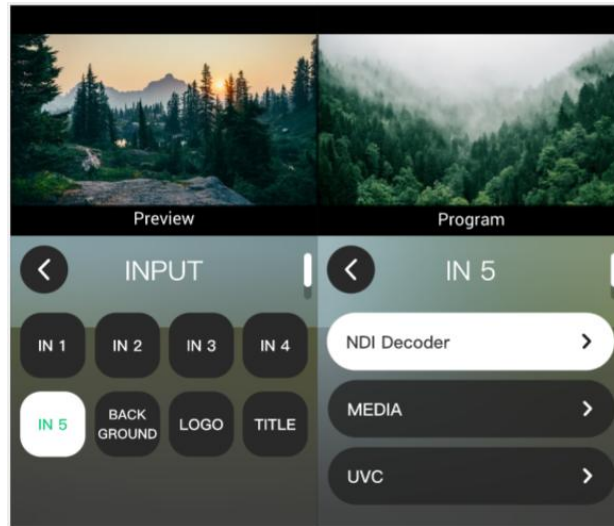 Preview
Program
INPUT
IN 5
IN 1
IN 2
IN 3
IN 4
IN 5
BACK
GROUND
LOGO
TITLE
NDI Decoder
MEDIA
UVC